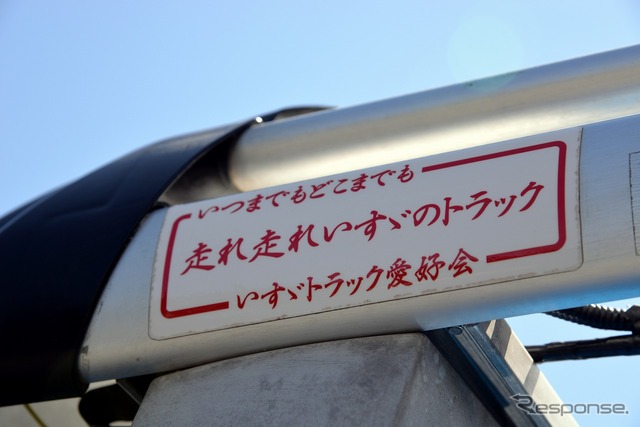 いつまでもどこまでも
走れ走れいすゞのトラック
いすゞトラック愛好会
Response.